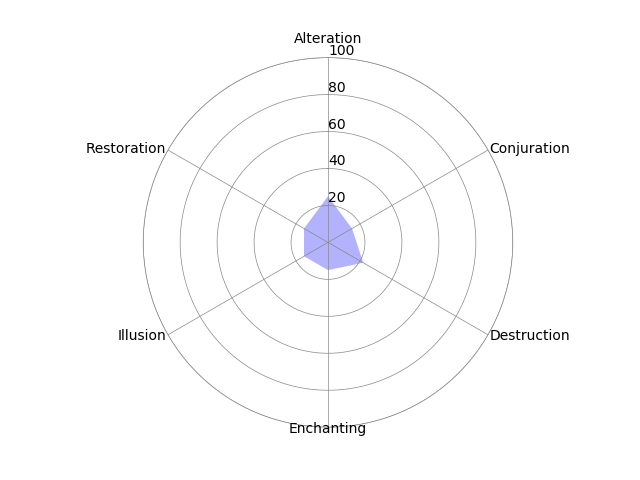 Alteration
100
80
60
40
20
Restoration
Conjuration
Illusion
Destruction
Enchanting